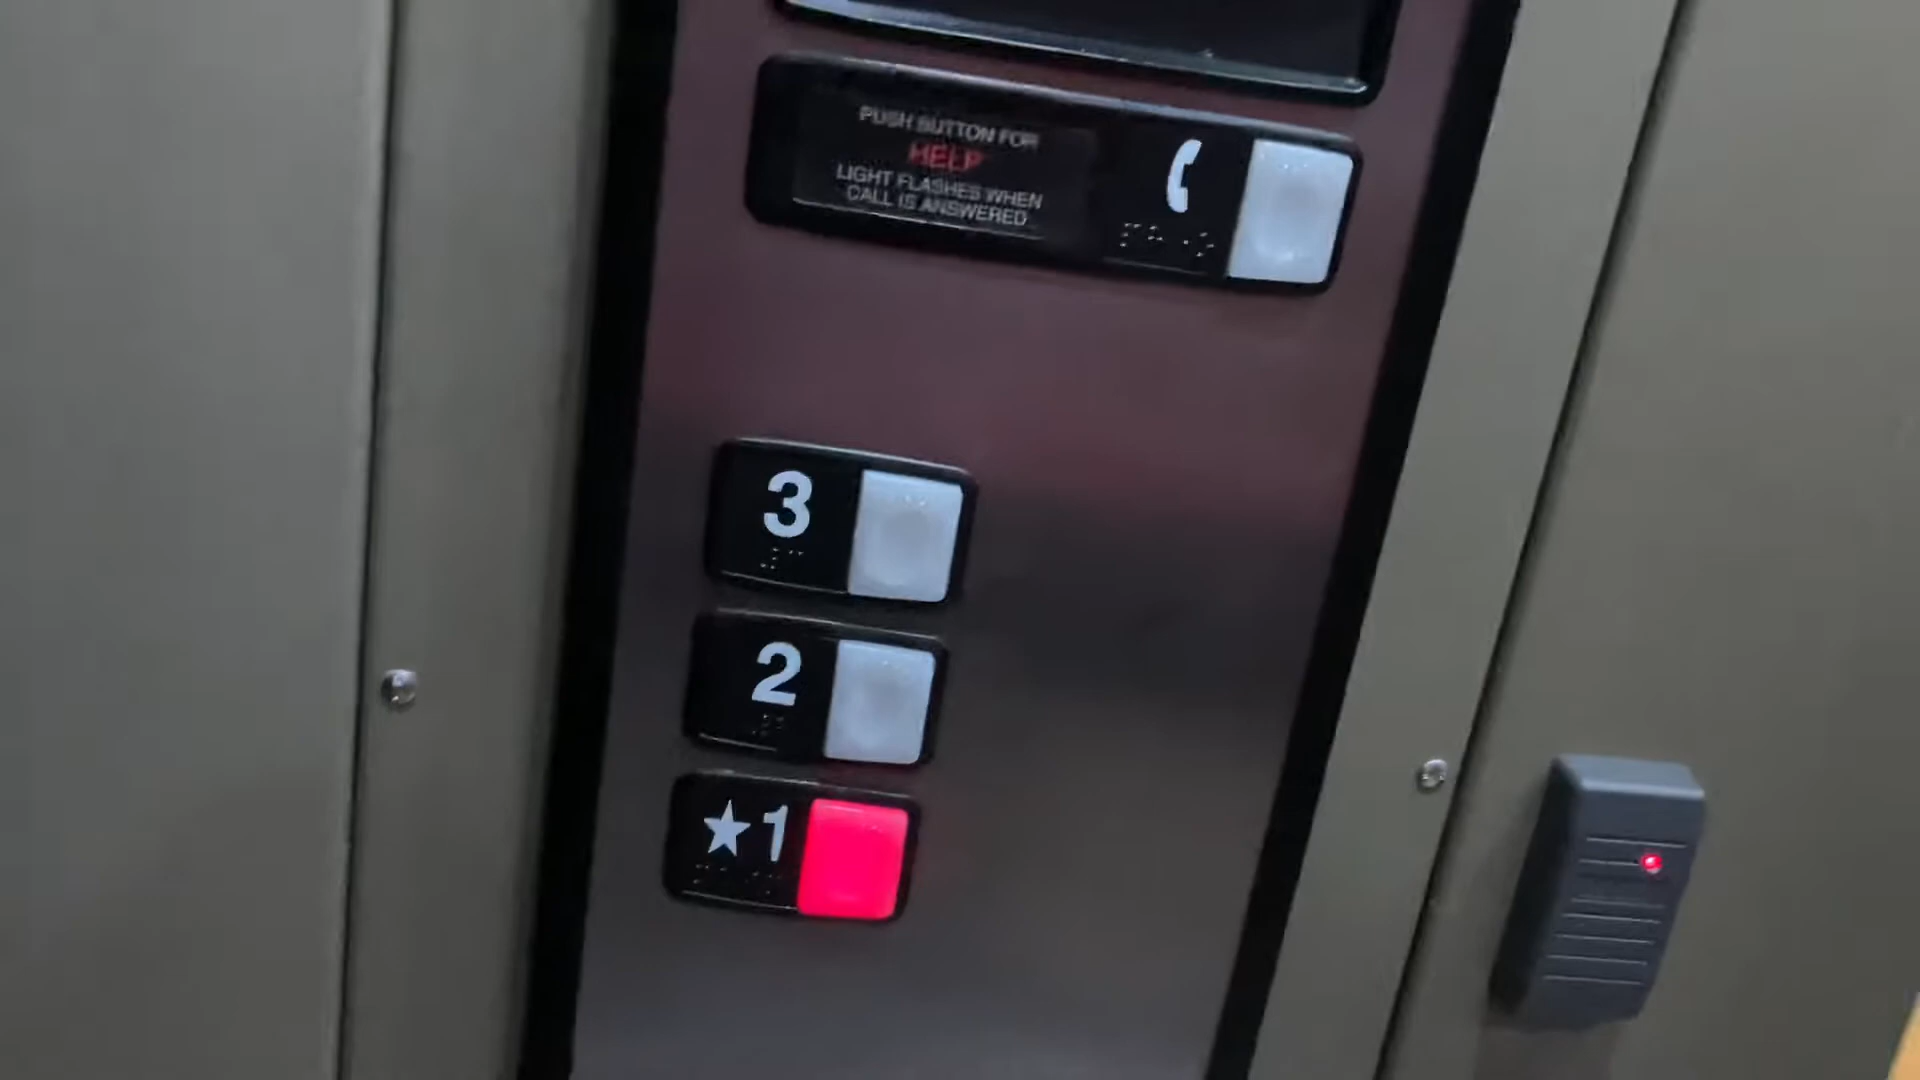 PUSH BUTTON FOR
HELP
LIGHT FLASHES WHEN
CALL IS ANSWERED
3
2
★1